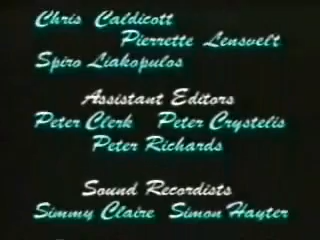 Chris Caldicott
Pierrette Lensvelt
Spiro Liakopulos
Assistant Editors
Peter Clerk Peter Crystelis
Peter Richards
Sound Recordists
Simmy Claire Simon Hayter